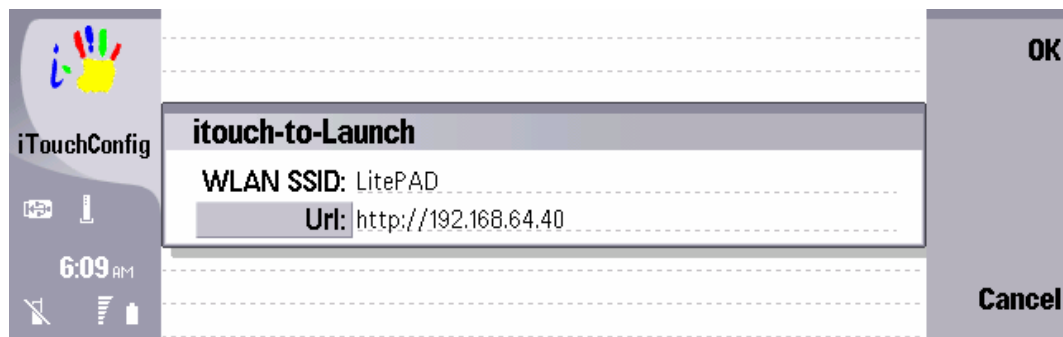 i-
iTouchConfig
6:09 AM
itouch-to-Launch
WLAN SSID: LitePAD
Url: http://192.168.64.40
OK
Cancel